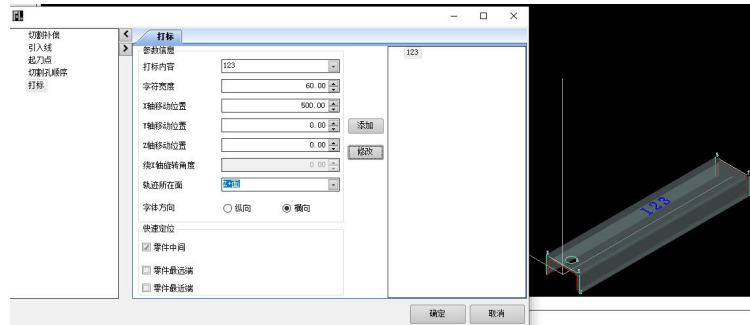 切割补偿
引入线
起刀点
切割孔顺序
打标
打标
参数信息
打标内容 123
字符宽度 60.00
X轴移动位置 500.00
Y轴移动位置 0.00 添加
Z轴移动位置 0.00 修改
绕X轴旋转角度 0.00
轨迹所在面 Z+面
字体方向 纵向 横向
快速定位
零件中间
零件最远端
零件最近端
123
确定 取消
123